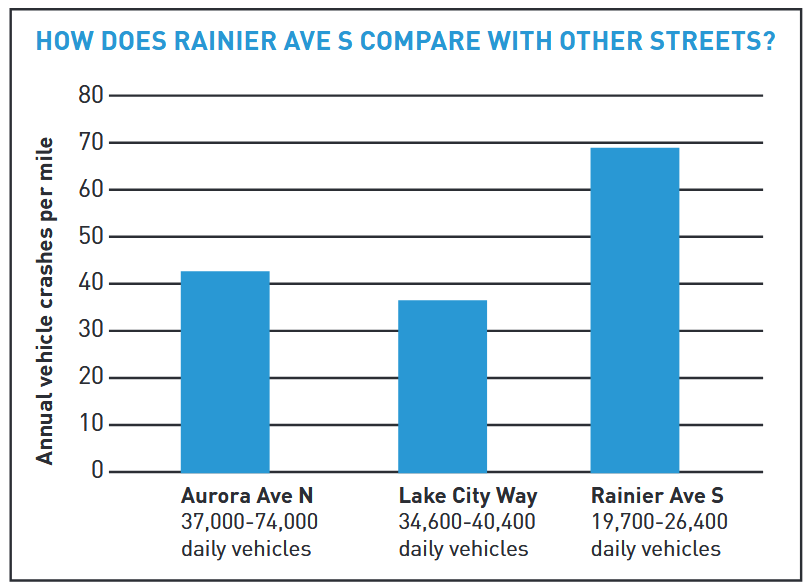 HOW DOES RAINIER AVE S COMPARE WITH OTHER STREETS?
Annual vehicle crashes per mile
80
70
60
50
40
30
20
10
0
Aurora Ave N
37,000-74,000
daily vehicles
Lake City Way
34,600-40,400
daily vehicles
Rainier Ave S
19,700-26,400
daily vehicles